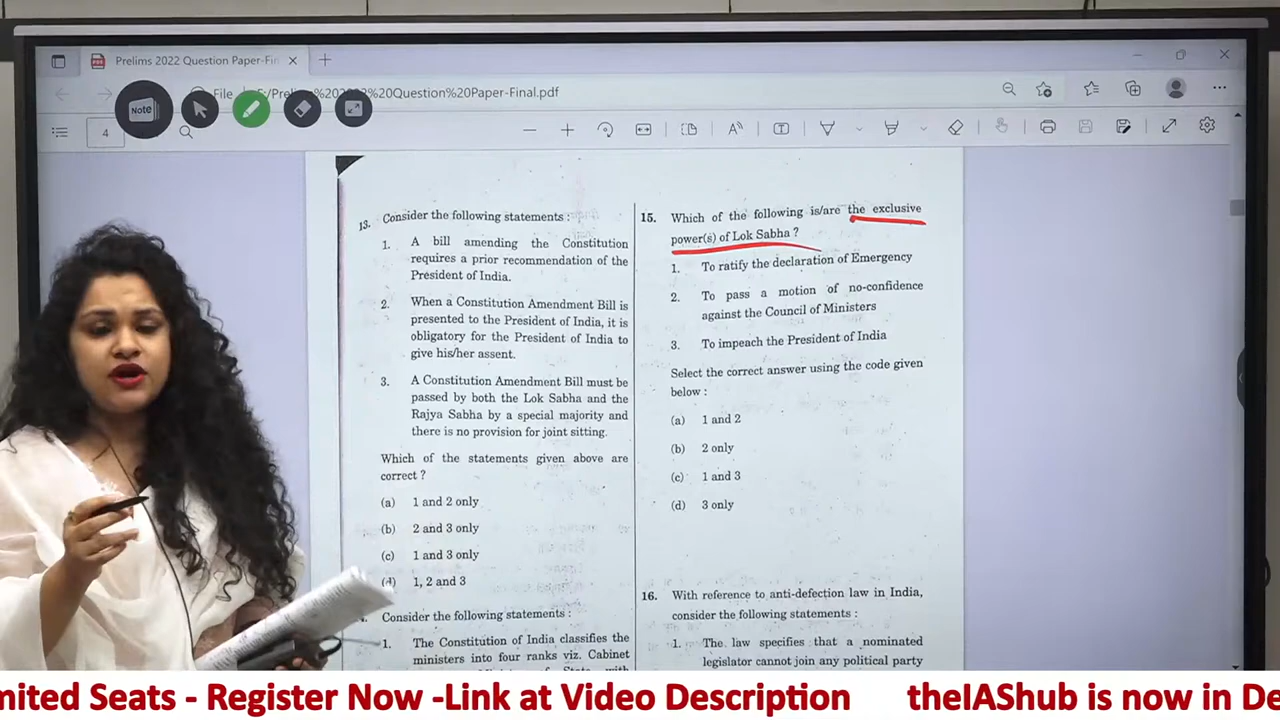 Prelims 2022 Question Paper-Fin
Note
File
%20Question%20Paper-Final.pdf
4
13. Consider the following statements :
1. A bill amending the Constitution
requires a prior recommendation of the
President of India.
2. When a Constitution Amendment Bill is
presented to the President of India, it is
obligatory for the President of India to
give his/her assent.
3. A Constitution Amendment Bill must be
passed by both the Lok Sabha and the
Rajya Sabha by a special majority and
there is no provision for joint sitting.
Which of the statements given above are
correct ?
(a) 1 and 2 only
(b) 2 and 3 only
(c) 1 and 3 only
(d) 1, 2 and 3
Consider the following statements :
1. The Constitution of India classifies the
ministers into four ranks viz. Cabinet
15. Which of the following is/are the exclusive
power(s) of Lok Sabha ?
1. To ratify the declaration of Emergency
2. To pass a motion of no-confidence
against the Council of Ministers
3. To impeach the President of India
Select the correct answer using the code given
below :
(a) 1 and 2
(b) 2 only
(c) 1 and 3
(d) 3 only
16. With reference to anti-defection law in India,
consider the following statements :
1. The law specifies that a nominated
legislator cannot join any political party
mited Seats - Register Now -Link at Video Description theIAShub is now in De